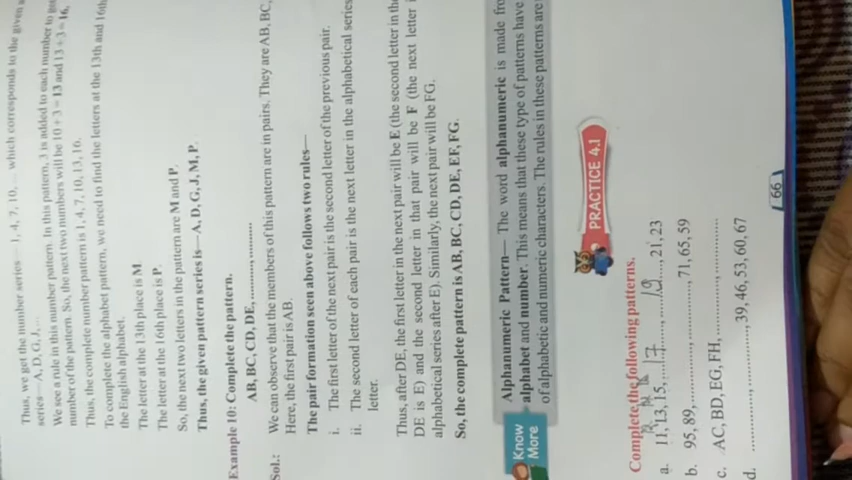 Thus, we got the number series— 1, 4, 7, 10, ... which corresponds to the given
series—A, D, G, J, ...
We see a rule in this number pattern. In this pattern, 3 is added to each number to get
number of the pattern. So, the next two numbers will be 10 + 3 = 13 and 13 + 3 = 16.
Thus, the complete number pattern is 1, 4, 7, 10, 13, 16.
To complete the alphabet pattern, we need to find the letters at the 13th and 16th
the English alphabet.
The letter at the 13th place is M.
The letter at the 16th place is P.
So, the next two letters in the pattern are M and P.
Thus, the given pattern series is—A, D, G, J, M, P.
Example 10: Complete the pattern.
AB, BC, CD, DE, .........., ..........
Sol.: We can observe that the members of this pattern are in pairs. They are AB, BC,
Here, the first pair is AB.
The pair formation seen above follows two rules—
i. The first letter of the next pair is the second letter of the previous pair.
ii. The second letter of each pair is the next letter in the alphabetical series
letter.
Thus, after DE, the first letter in the next pair will be E (the second letter in the
DE is E) and the second letter in that pair will be F (the next letter
alphabetical series after E). Similarly, the next pair will be FG.
So, the complete pattern is AB, BC, CD, DE, EF, FG.
Know
More
Alphanumeric Pattern— The word alphanumeric is made
alphabet and number. This means that these type of patterns have
of alphabetic and numeric characters. The rules in these patterns are
PRACTICE 4.1
Complete the following patterns.
a. 11, 13, 15, ....17...., ....19...., 21, 23
b. 95, 89, .........., .........., 71, 65, 59
c. AC, BD, EG, FH, .........., ..........
d. .........., .........., 39, 46, 53, 60, 67
66